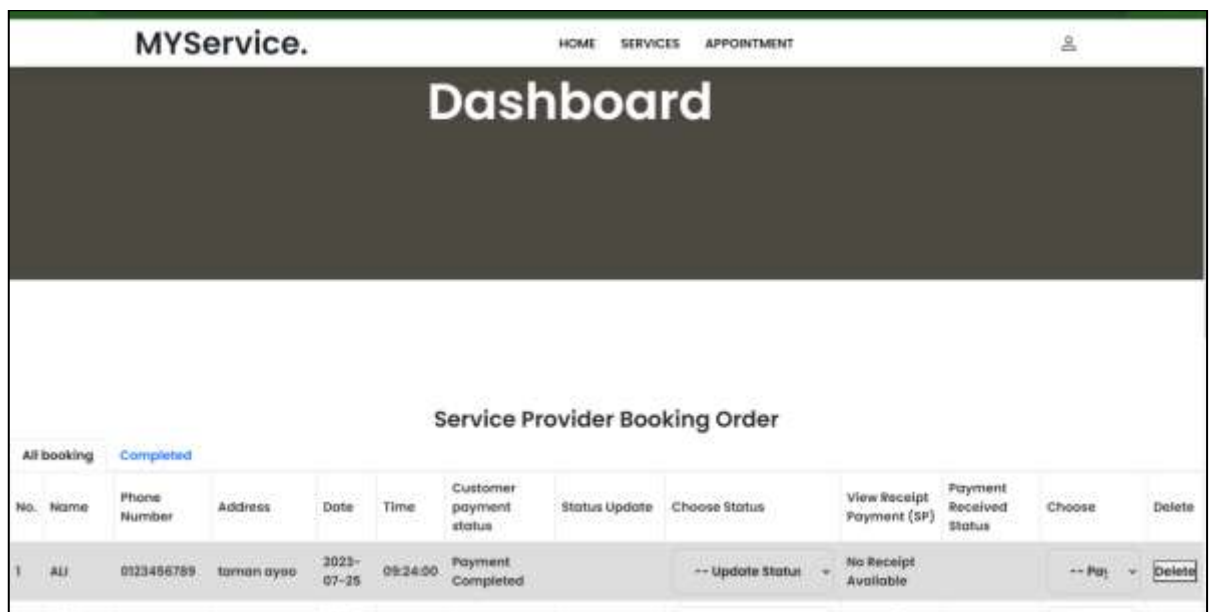 MYService. HOME SERVICES APPOINTMENT
Dashboard
Service Provider Booking Order
All booking Completed
No. Name Phone Number Address Date Time Customer payment status Status Update Choose Status View Receipt Payment (SP) Payment Received Status Choose Delete
1 ALI 0123456789 taman 2023-07-25 09:24:00 Payment Completed -- Update Status No Receipt Available -- Pay Delete